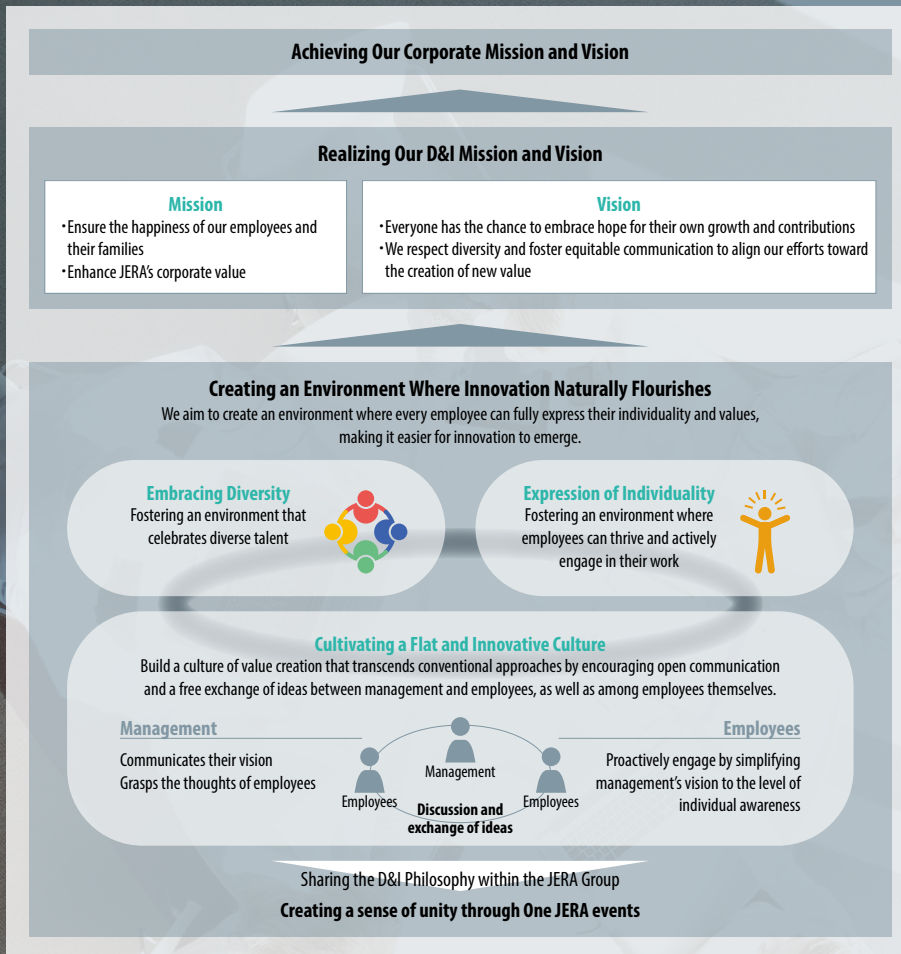 Achieving Our Corporate Mission and Vision
Realizing Our D&I Mission and Vision
Mission
・Ensure the happiness of our employees and
their families
・Enhance JERA's corporate value
Vision
・Everyone has the chance to embrace hope for their own growth and contributions
・We respect diversity and foster equitable communication to align our efforts toward
the creation of new value
Creating an Environment Where Innovation Naturally Flourishes
We aim to create an environment where every employee can fully express their individuality and values,
making it easier for innovation to emerge.
Embracing Diversity
Fostering an environment that
celebrates diverse talent
Expression of Individuality
Fostering an environment where
employees can thrive and actively
engage in their work
Cultivating a Flat and Innovative Culture
Build a culture of value creation that transcends conventional approaches by encouraging open communication
and a free exchange of ideas between management and employees, as well as among employees themselves.
Management
Communicates their vision
Grasps the thoughts of employees
Management
Employees
Employees
Discussion and
exchange of ideas
Employees
Proactively engage by simplifying
management's vision to the level of
individual awareness
Sharing the D&I Philosophy within the JERA Group
Creating a sense of unity through One JERA events